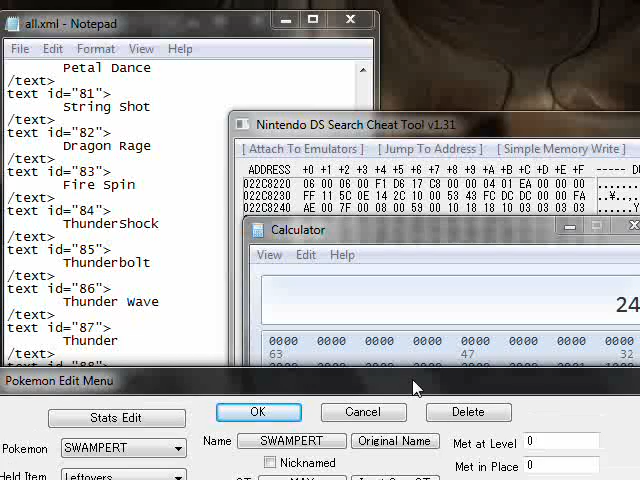 all.xml - Notepad
File Edit Format View Help
Petal Dance
/text>
text id="81">
String Shot
/text>
text id="82">
Dragon Rage
/text>
text id="83">
Fire Spin
/text>
text id="84">
ThunderShock
/text>
text id="85">
Thunderbolt
/text>
text id="86">
Thunder Wave
/text>
text id="87">
Thunder
/text>
text id="88">
Nintendo DS Search Cheat Tool v1.31
[ Attach To Emulators ] [ Jump To Address ] [ Simple Memory Write ]
ADDRESS +0 +1 +2 +3 +4 +5 +6 +7 +8 +9 +A +B +C +D +E +F ----- DU
022C8220 06 00 06 00 F1 D6 17 C8 00 00 04 01 EA 00 00 00
022C8230 FF 11 5C 0E 14 2C 10 00 53 43 FC DC DC 00 00 FA
022C8240 AE 00 7F 00 08 00 59 00 10 18 18 10 03 03 03 03
Calculator
View Edit Help
24
0000 0000 0000 0000 0000 0000 0000 0000
63 47 32
Pokemon Edit Menu
Stats Edit OK Cancel Delete
Pokemon SWAMPERT Name SWAMPERT Original Name Met at Level 0
Nicknamed Met in Place 0
Held Item Leftovers